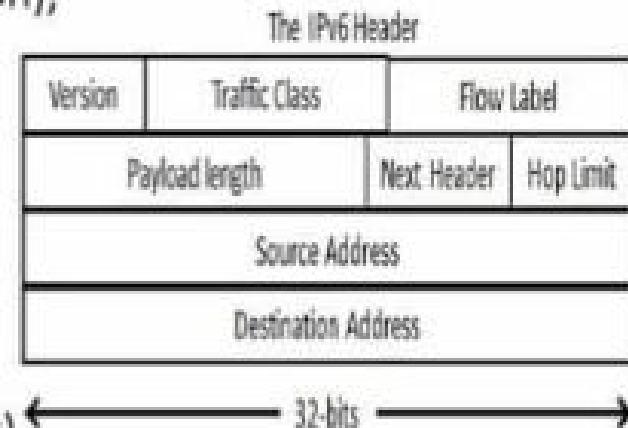 The IPv6 Header
Version Traffic Class Flow Label
Payload length Next Header Hop Limit
Source Address
Destination Address
32-bits